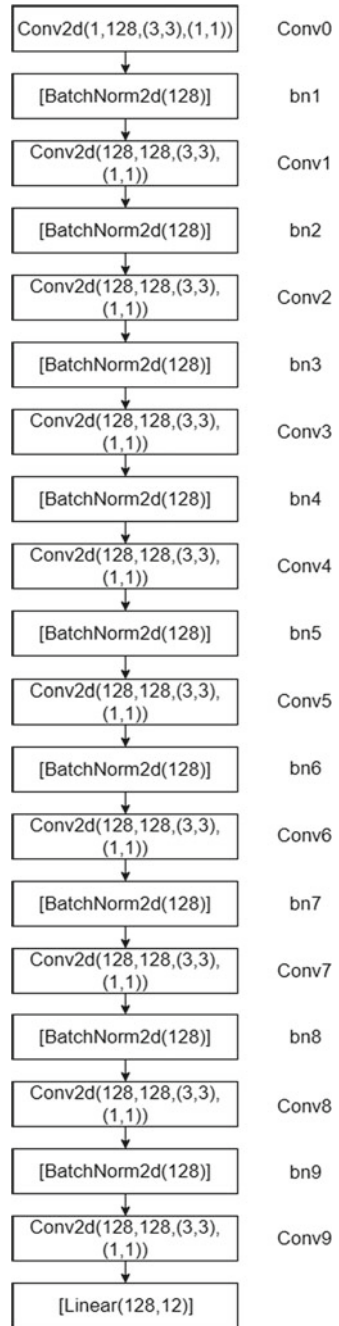 Conv2d(1,128,(3,3),(1,1)) Conv0
[BatchNorm2d(128)] bn1
Conv2d(128,128,(3,3),
(1,1)) Conv1
[BatchNorm2d(128)] bn2
Conv2d(128,128,(3,3),
(1,1)) Conv2
[BatchNorm2d(128)] bn3
Conv2d(128,128,(3,3),
(1,1)) Conv3
[BatchNorm2d(128)] bn4
Conv2d(128,128,(3,3),
(1,1)) Conv4
[BatchNorm2d(128)] bn5
Conv2d(128,128,(3,3),
(1,1)) Conv5
[BatchNorm2d(128)] bn6
Conv2d(128,128,(3,3),
(1,1)) Conv6
[BatchNorm2d(128)] bn7
Conv2d(128,128,(3,3),
(1,1)) Conv7
[BatchNorm2d(128)] bn8
Conv2d(128,128,(3,3),
(1,1)) Conv8
[BatchNorm2d(128)] bn9
Conv2d(128,128,(3,3),
(1,1)) Conv9
[Linear(128,12)]